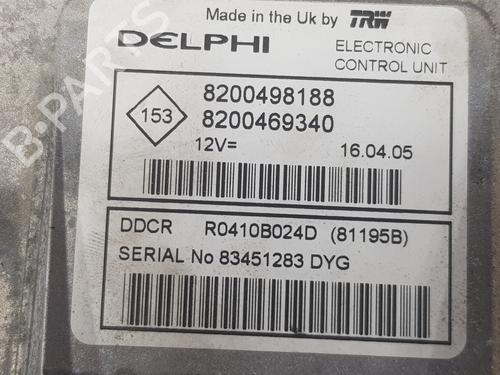 Made in the Uk by TRW
DELPHI
ELECTRONIC
CONTROL UNIT
153
8200498188
8200469340
12V= 16.04.05
DDCR R0410B024D (81195B)
SERIAL No 83451283 DYG
B-PARTS